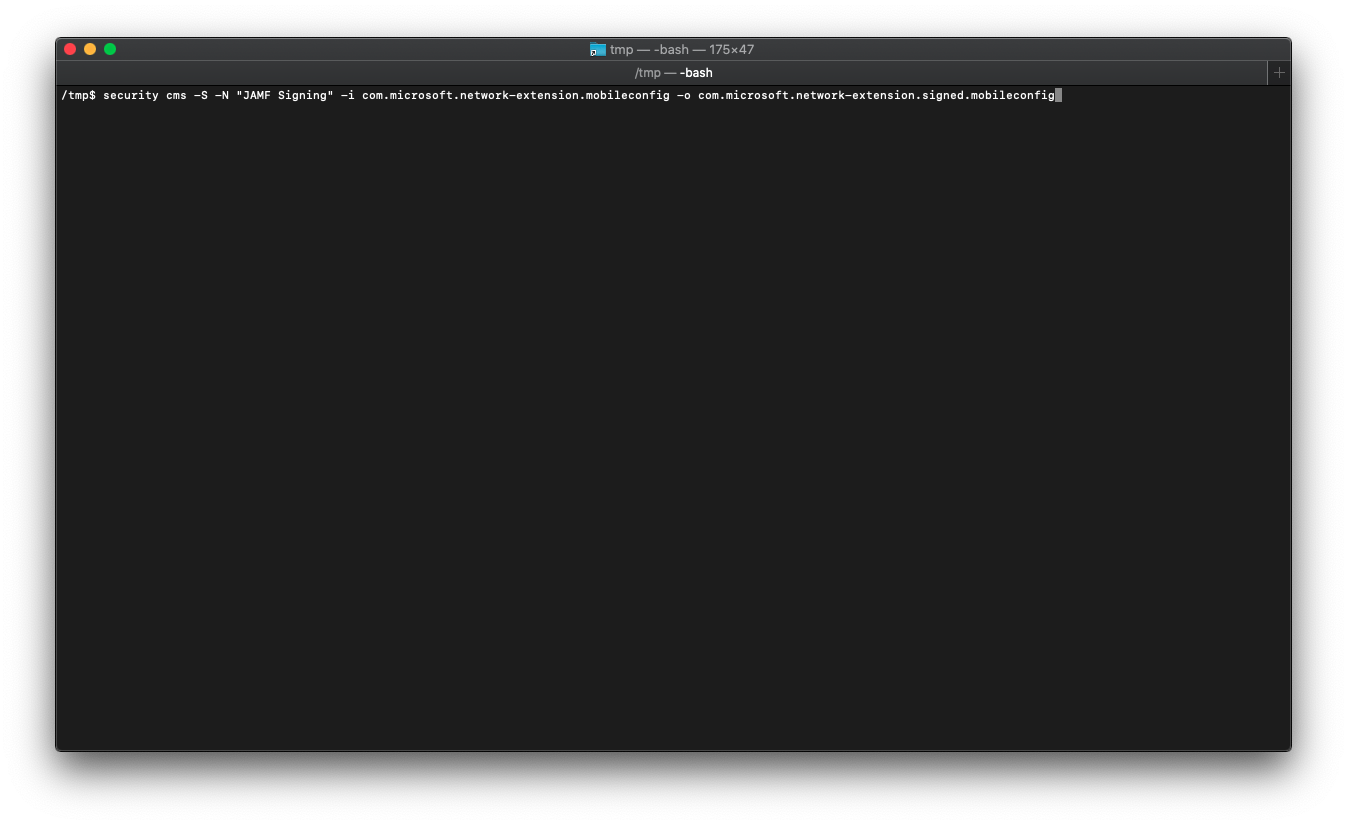 tmp — -bash — 175×47
/tmp — -bash
/tmp$ security cms -S -N "JAMF Signing" -i com.microsoft.network-extension.mobileconfig -o com.microsoft.network-extension.signed.mobileconfig